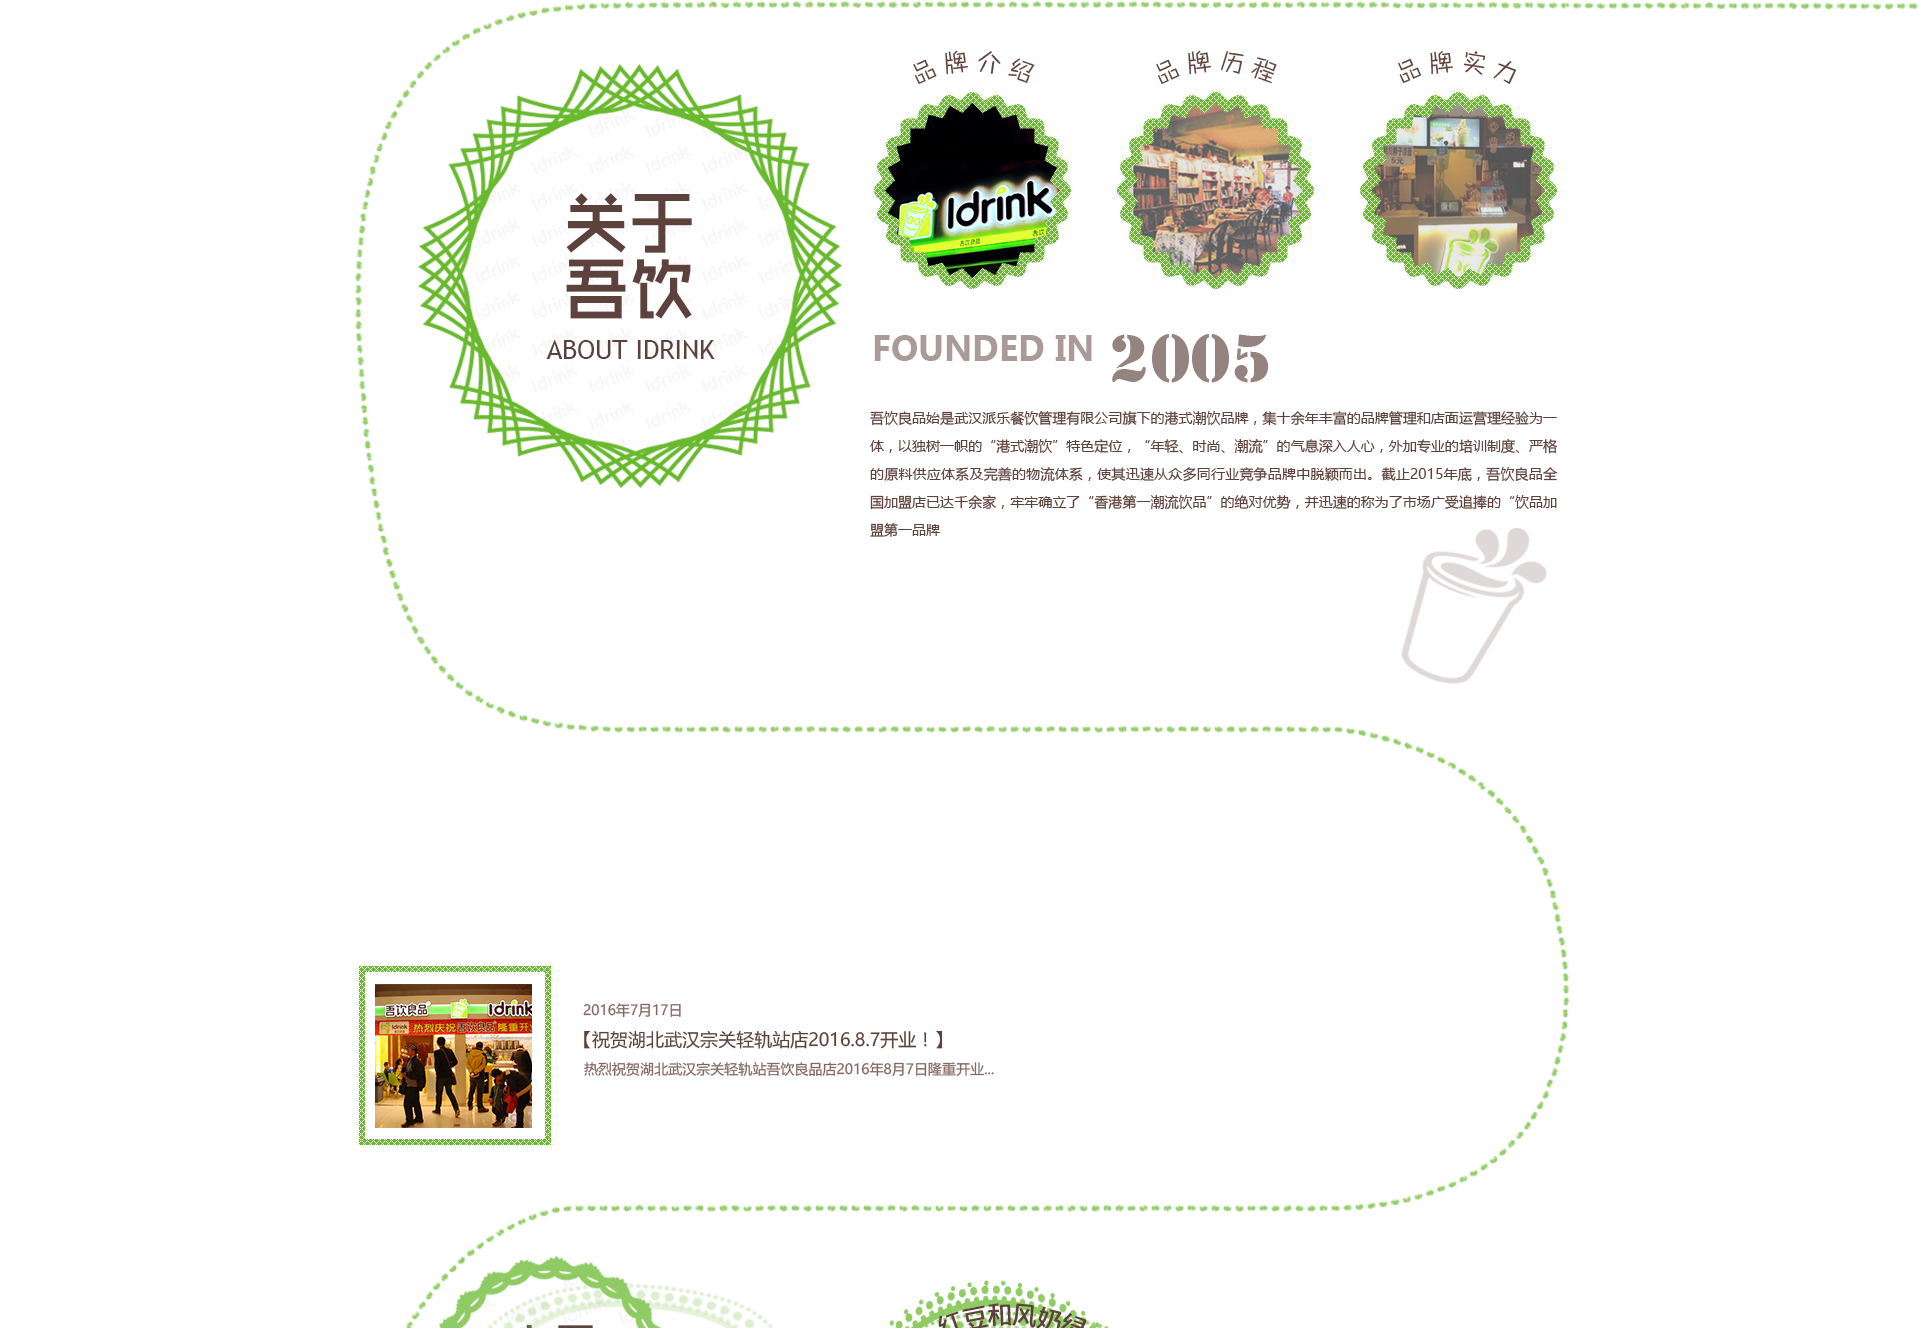 品牌介绍
品牌历程
品牌实力
关于
吾饮
ABOUT IDRINK
Idrink
吾饮良品
FOUNDED IN 2005
吾饮良品始是武汉派乐餐饮管理有限公司旗下的港式潮饮品牌，集十余年丰富的品牌管理和店面运营理经验为一
体，以独树一帜的“港式潮饮”特色定位，“年轻、时尚、潮流”的气息深入人心，外加专业的培训制度、严格
的原料供应体系及完善的物流体系，使其迅速从众多同行业竞争品牌中脱颖而出。截止2015年底，吾饮良品全
国加盟店已达千余家，牢牢确立了“香港第一潮流饮品”的绝对优势，并迅速的称为了市场广受追捧的“饮品加
盟第一品牌
吾饮良品 Idrink
Idrink 热烈庆祝吾饮良品隆重开业
2016年7月17日
【祝贺湖北武汉宗关轻轨站店2016.8.7开业！】
热烈祝贺湖北武汉宗关轻轨站吾饮良品店2016年8月7日隆重开业...
红豆和风奶绿